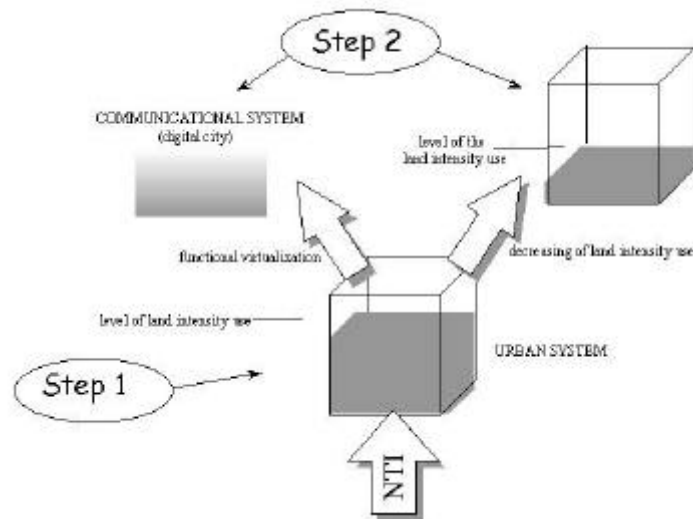 Step 2
COMMUNICATIONAL SYSTEM
(digital city)
level of the
land intensity use
functional virtualization
decreasing of land intensity use
level of land intensity use
URBAN SYSTEM
Step 1
NTI